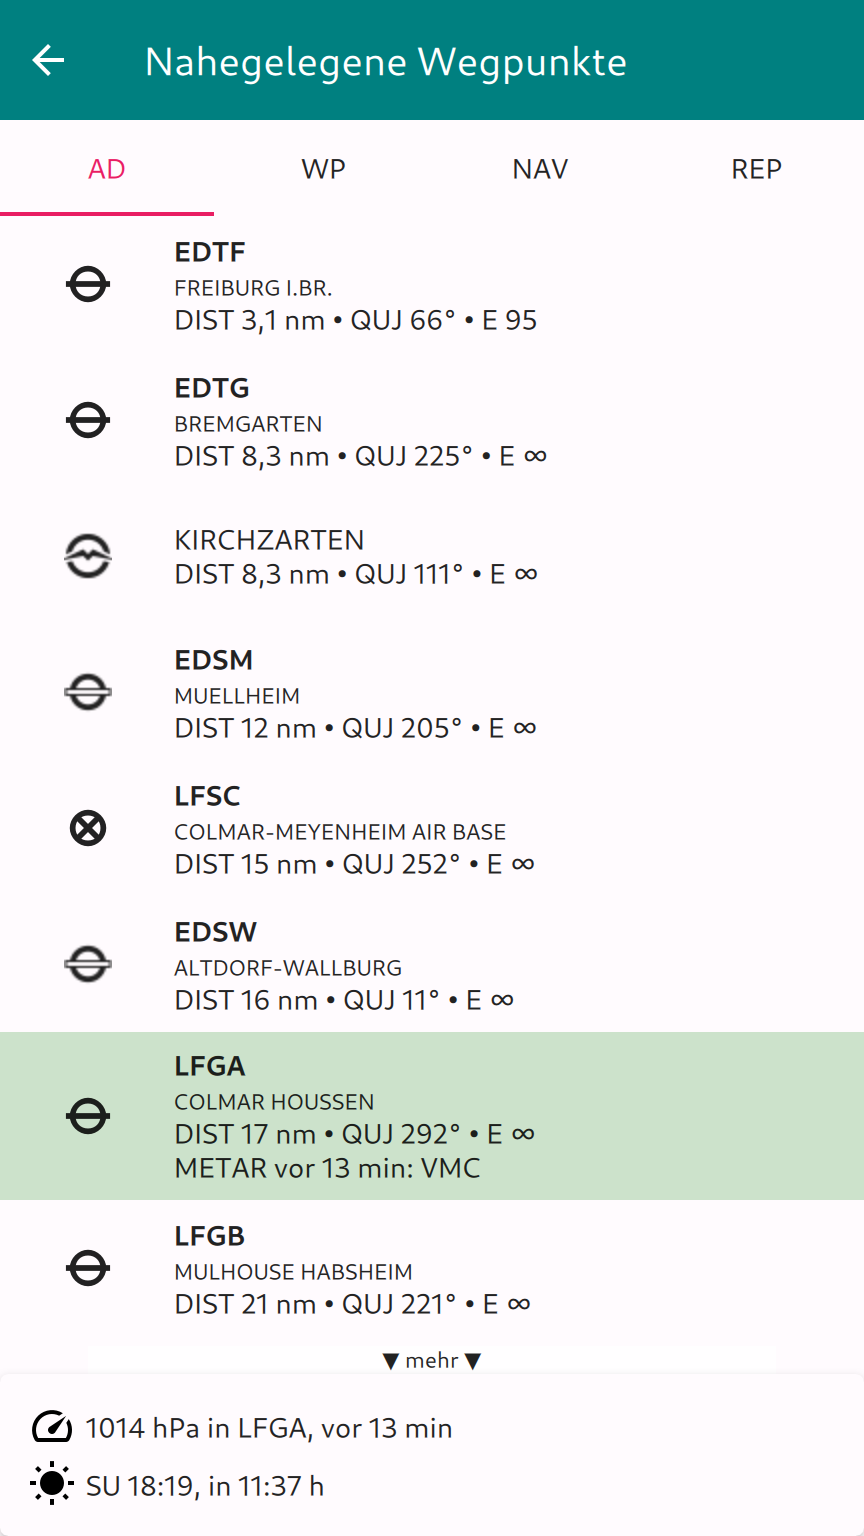 Nahegelegene Wegpunkte
AD WP NAV REP
EDTF
FREIBURG I.BR.
DIST 3,1 nm • QUJ 66° • E 95
EDTG
BREMGARTEN
DIST 8,3 nm • QUJ 225° • E ∞
KIRCHZARTEN
DIST 8,3 nm • QUJ 111° • E ∞
EDSM
MUELLHEIM
DIST 12 nm • QUJ 205° • E ∞
LFSC
COLMAR-MEYENHEIM AIR BASE
DIST 15 nm • QUJ 252° • E ∞
EDSW
ALTDORF-WALLBURG
DIST 16 nm • QUJ 11° • E ∞
LFGA
COLMAR HOUSSEN
DIST 17 nm • QUJ 292° • E ∞
METAR vor 13 min: VMC
LFGB
MULHOUSE HABSHEIM
DIST 21 nm • QUJ 221° • E ∞
▼ mehr ▼
1014 hPa in LFGA, vor 13 min
SU 18:19, in 11:37 h